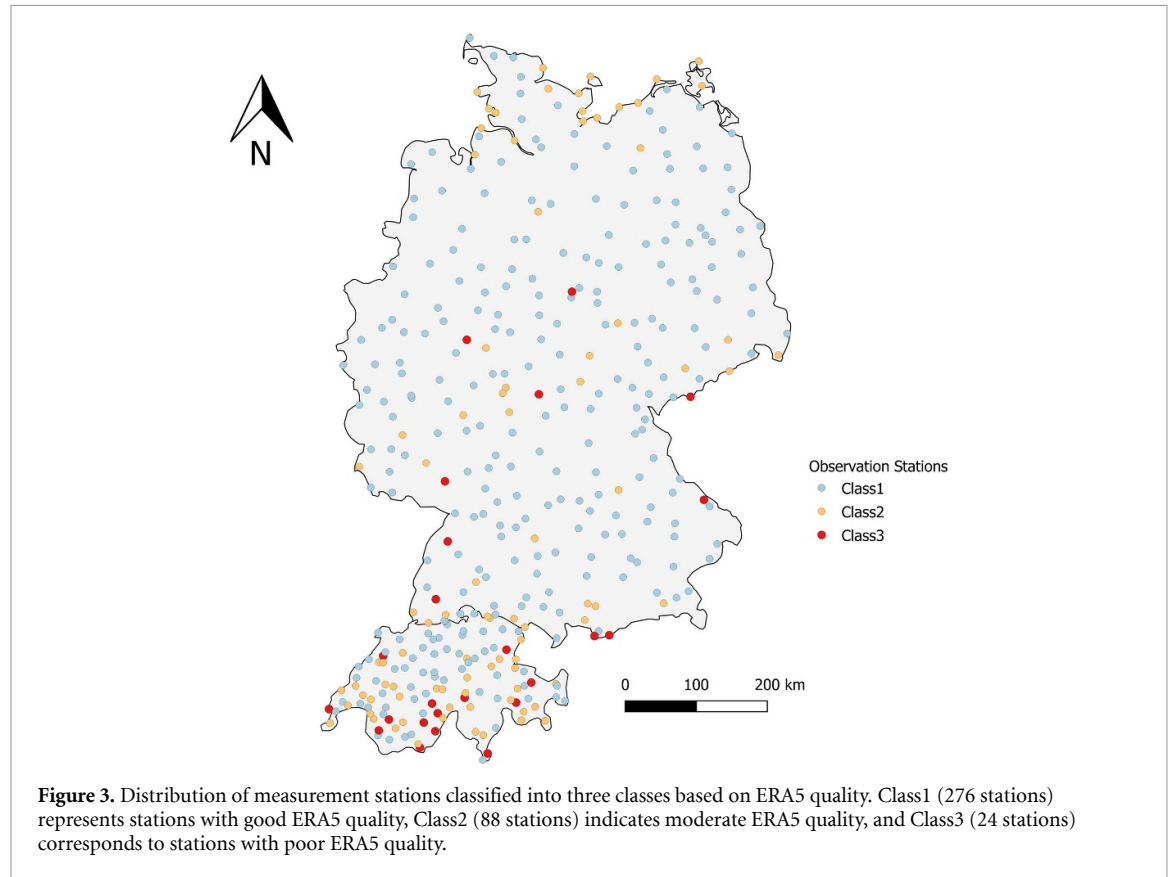 N
Observation Stations
Class1
Class2
Class3
0 100 200 km
Figure 3. Distribution of measurement stations classified into three classes based on ERA5 quality. Class1 (276 stations)
represents stations with good ERA5 quality, Class2 (88 stations) indicates moderate ERA5 quality, and Class3 (24 stations)
corresponds to stations with poor ERA5 quality.